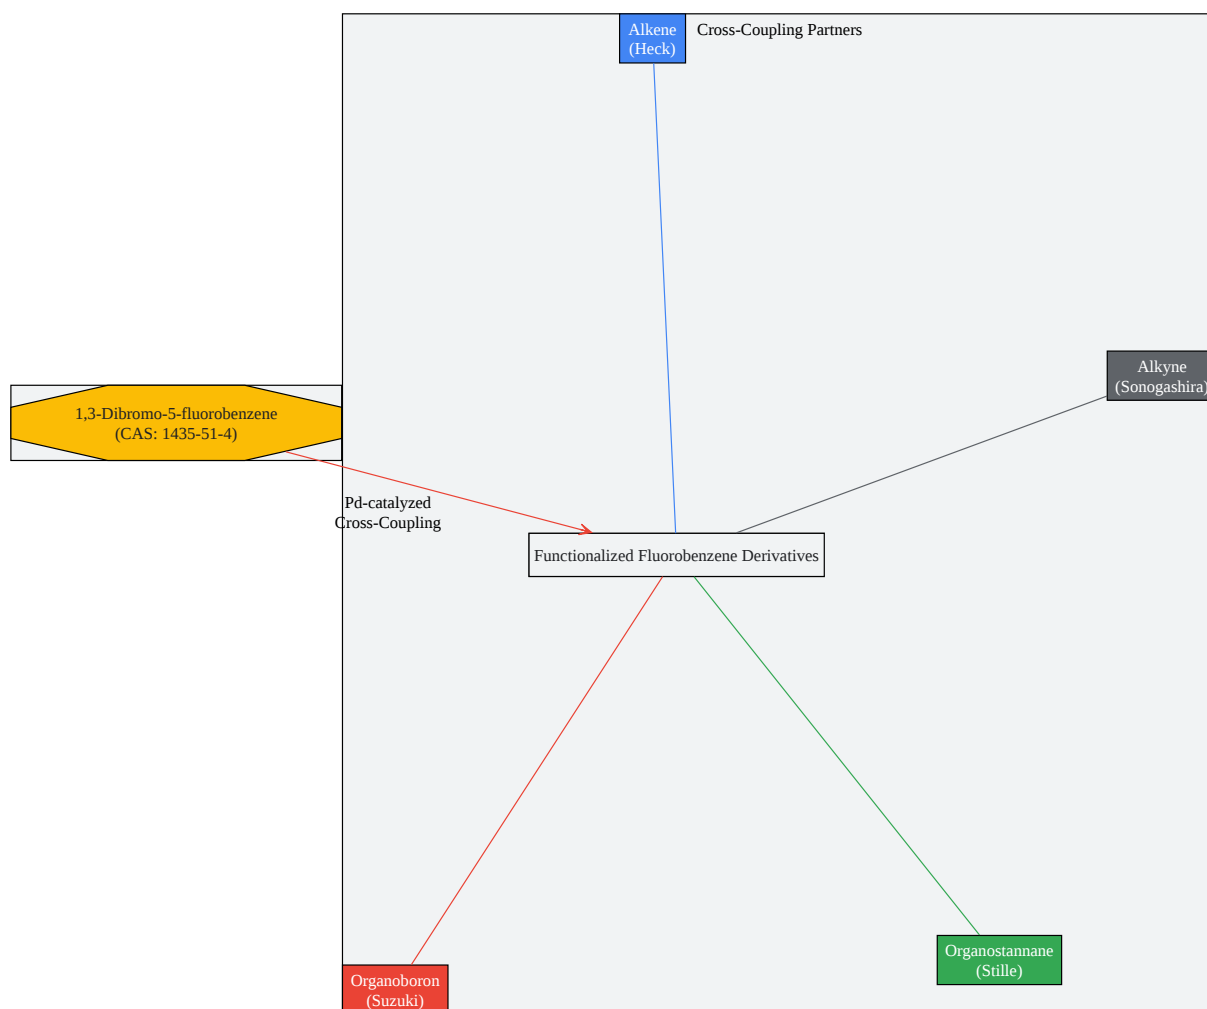 Alkene
(Heck)
Cross-Coupling Partners
Alkyne
(Sonogashira)
1,3-Dibromo-5-fluorobenzene
(CAS: 1435-51-4)
Pd-catalyzed
Cross-Coupling
Functionalized Fluorobenzene Derivatives
Organostannane
(Stille)
Organoboron
(Suzuki)